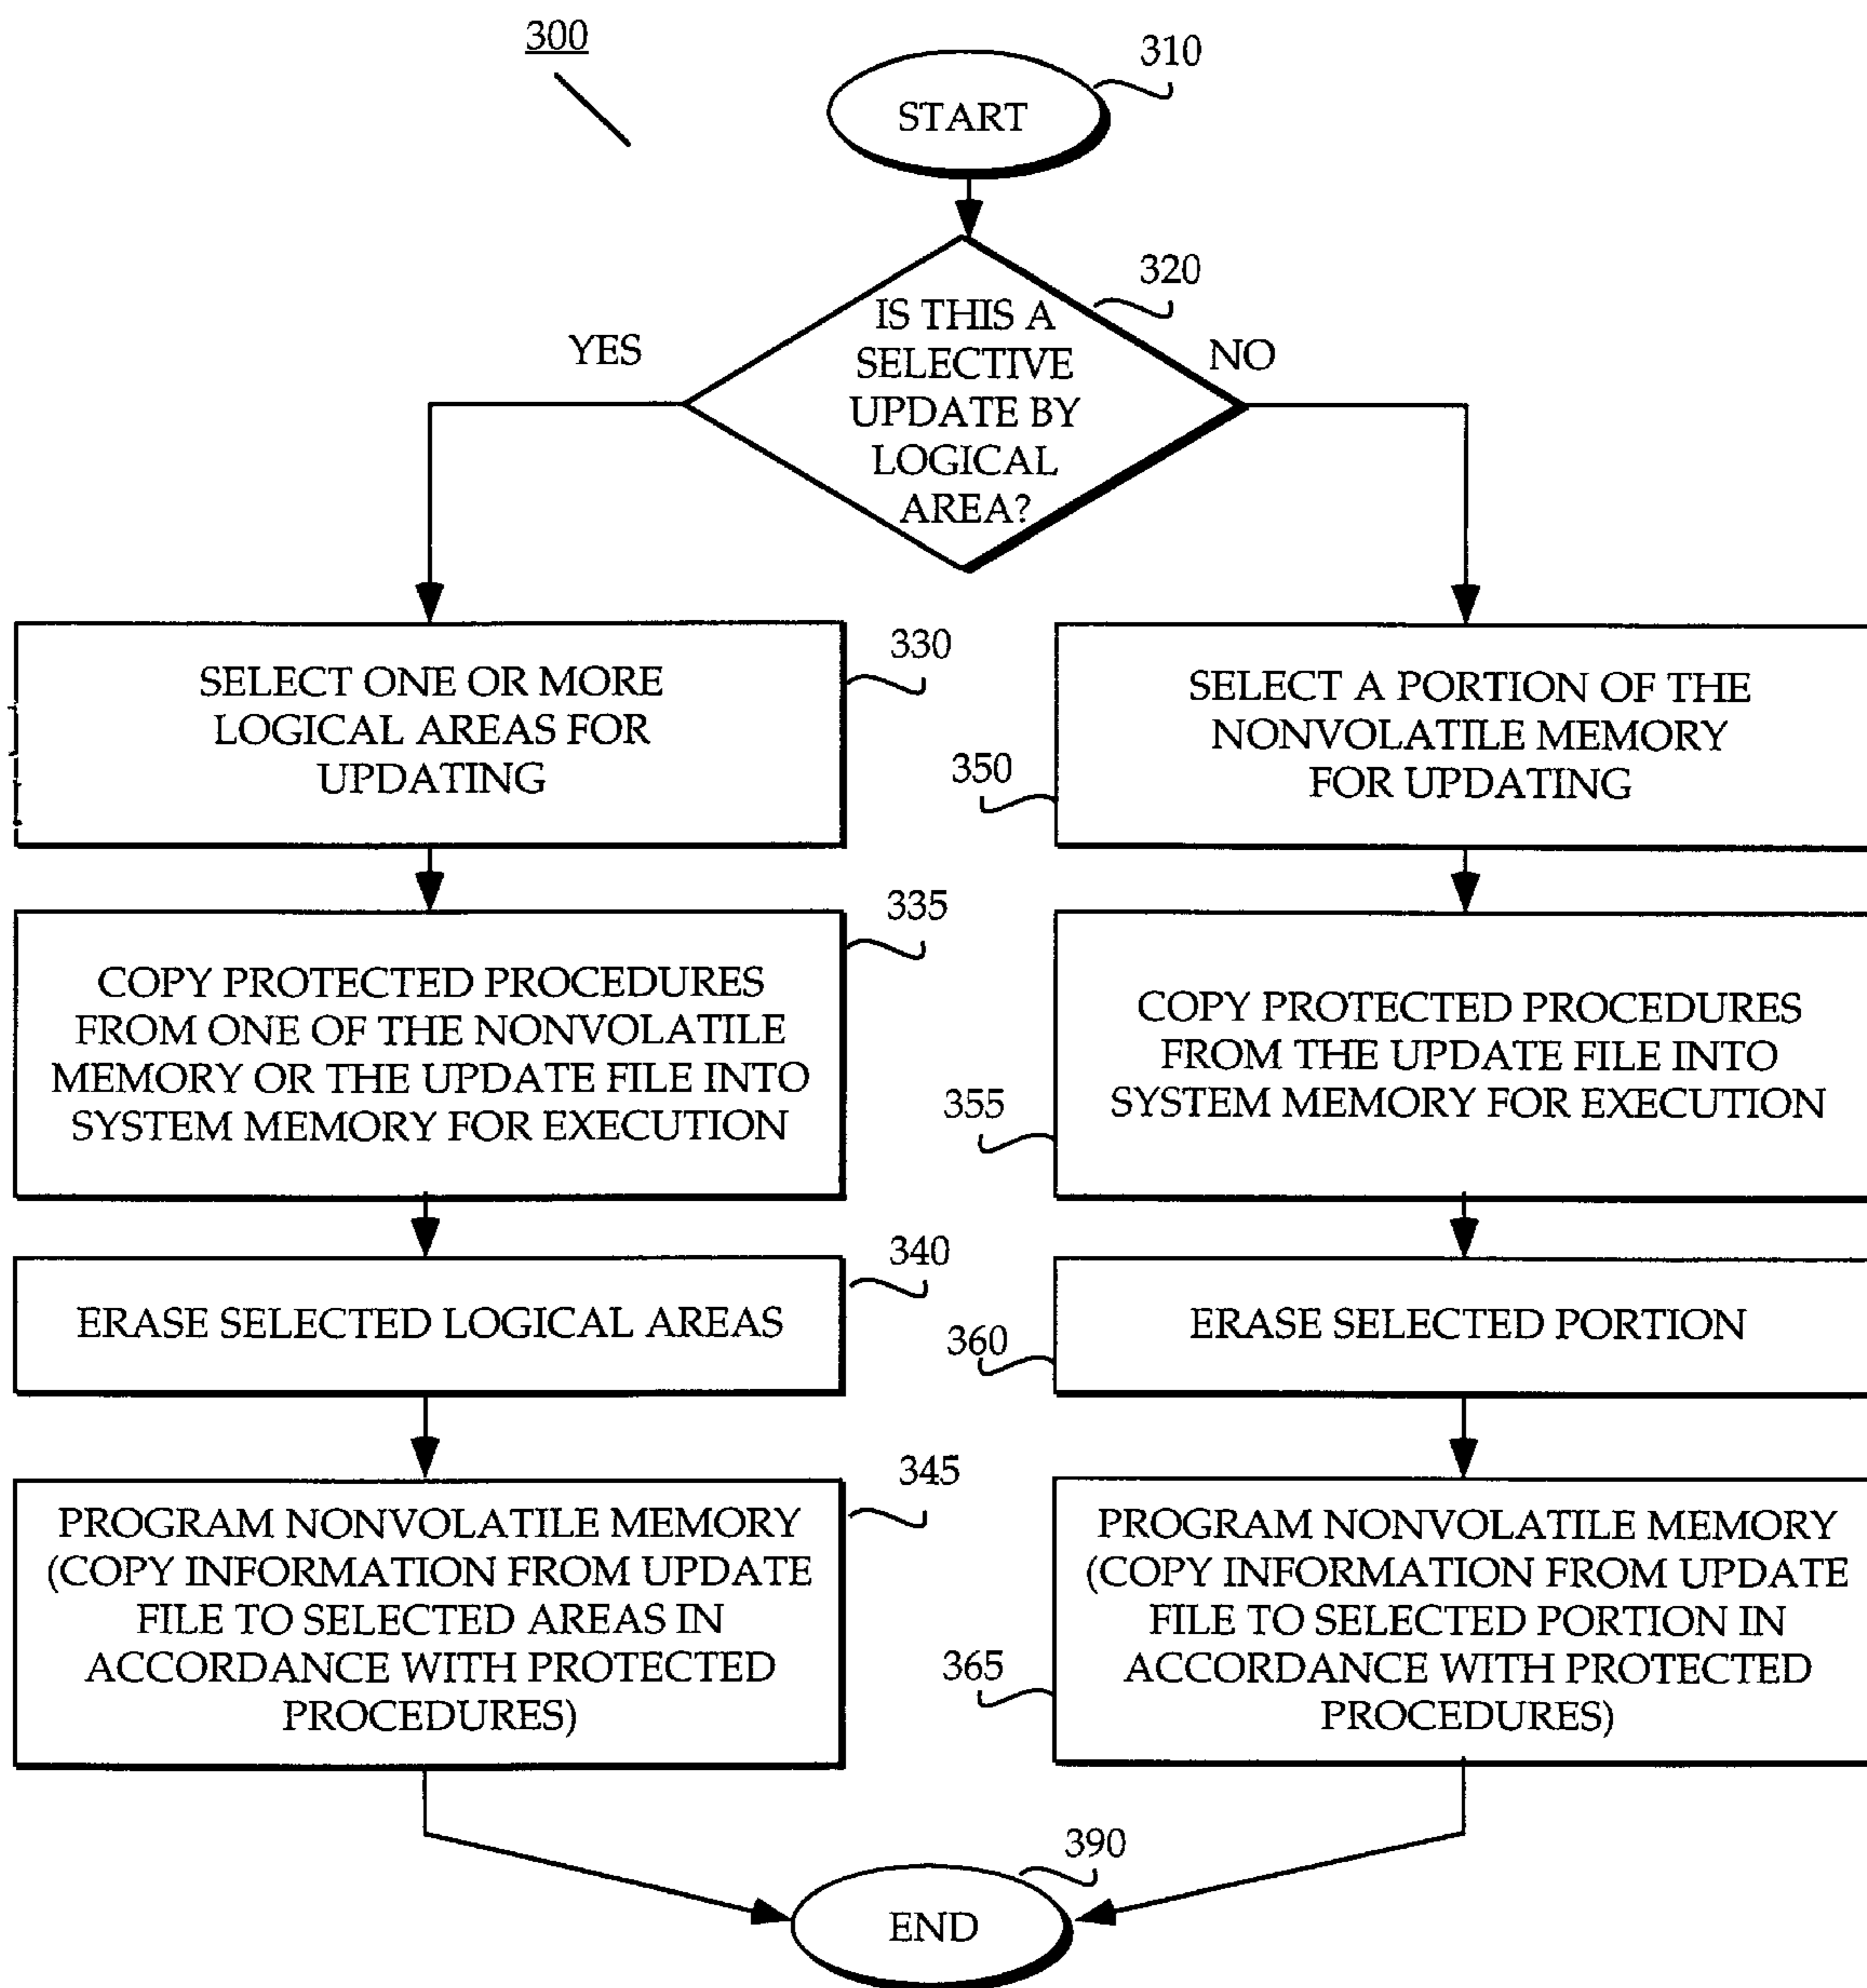 300
310
START
320
IS THIS A
SELECTIVE
UPDATE BY
LOGICAL
AREA?
YES
NO
330
SELECT ONE OR MORE
LOGICAL AREAS FOR
UPDATING
335
COPY PROTECTED PROCEDURES
FROM ONE OF THE NONVOLATILE
MEMORY OR THE UPDATE FILE INTO
SYSTEM MEMORY FOR EXECUTION
340
ERASE SELECTED LOGICAL AREAS
345
PROGRAM NONVOLATILE MEMORY
(COPY INFORMATION FROM UPDATE
FILE TO SELECTED AREAS IN
ACCORDANCE WITH PROTECTED
PROCEDURES)
350
SELECT A PORTION OF THE
NONVOLATILE MEMORY
FOR UPDATING
355
COPY PROTECTED PROCEDURES
FROM THE UPDATE FILE INTO
SYSTEM MEMORY FOR EXECUTION
360
ERASE SELECTED PORTION
365
PROGRAM NONVOLATILE MEMORY
(COPY INFORMATION FROM UPDATE
FILE TO SELECTED PORTION IN
ACCORDANCE WITH PROTECTED
PROCEDURES)
390
END